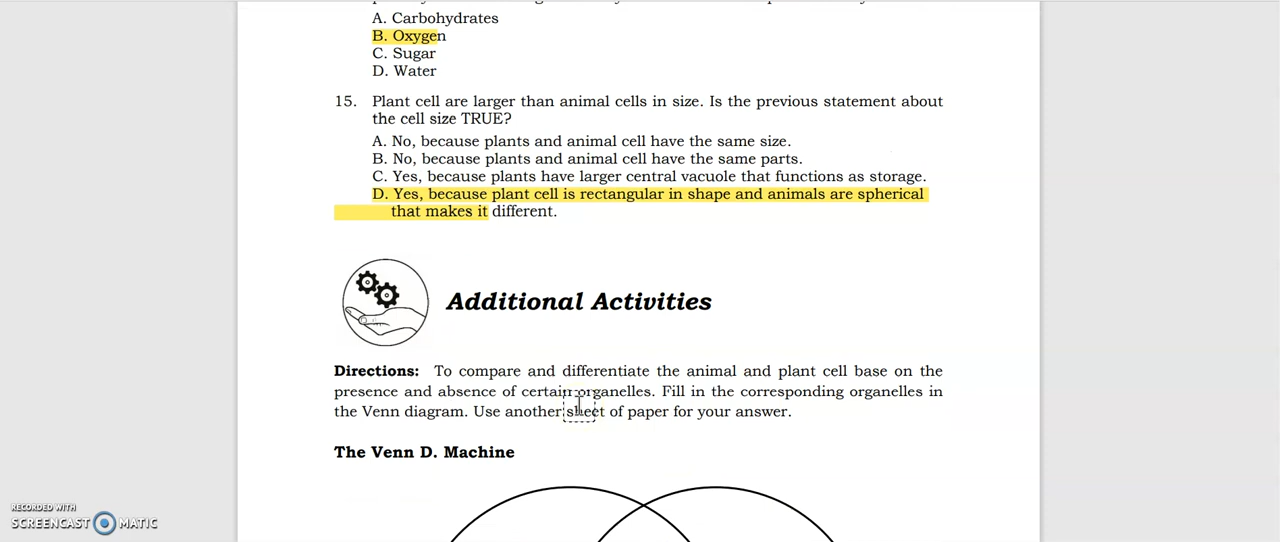 A. Carbohydrates
B. Oxygen
C. Sugar
D. Water
15. Plant cell are larger than animal cells in size. Is the previous statement about
the cell size TRUE?
A. No, because plants and animal cell have the same size.
B. No, because plants and animal cell have the same parts.
C. Yes, because plants have larger central vacuole that functions as storage.
D. Yes, because plant cell is rectangular in shape and animals are spherical
that makes it different.
Additional Activities
Directions: To compare and differentiate the animal and plant cell base on the
presence and absence of certain organelles. Fill in the corresponding organelles in
the Venn diagram. Use another sheet of paper for your answer.
The Venn D. Machine
RECORDED WITH
SCREENCAST MATIC